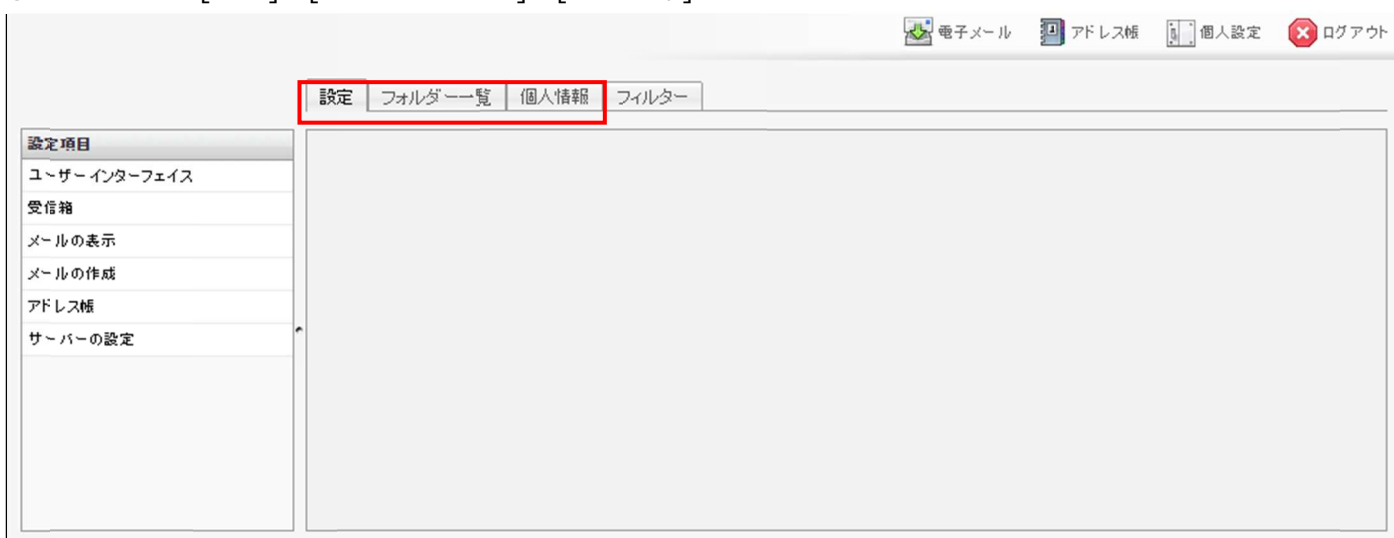 電子メール アドレス帳 個人設定 ログアウト
設定 フォルダー一覧 個人情報 フィルター
設定項目
ユーザーインターフェイス
受信箱
メールの表示
メールの作成
アドレス帳
サーバーの設定